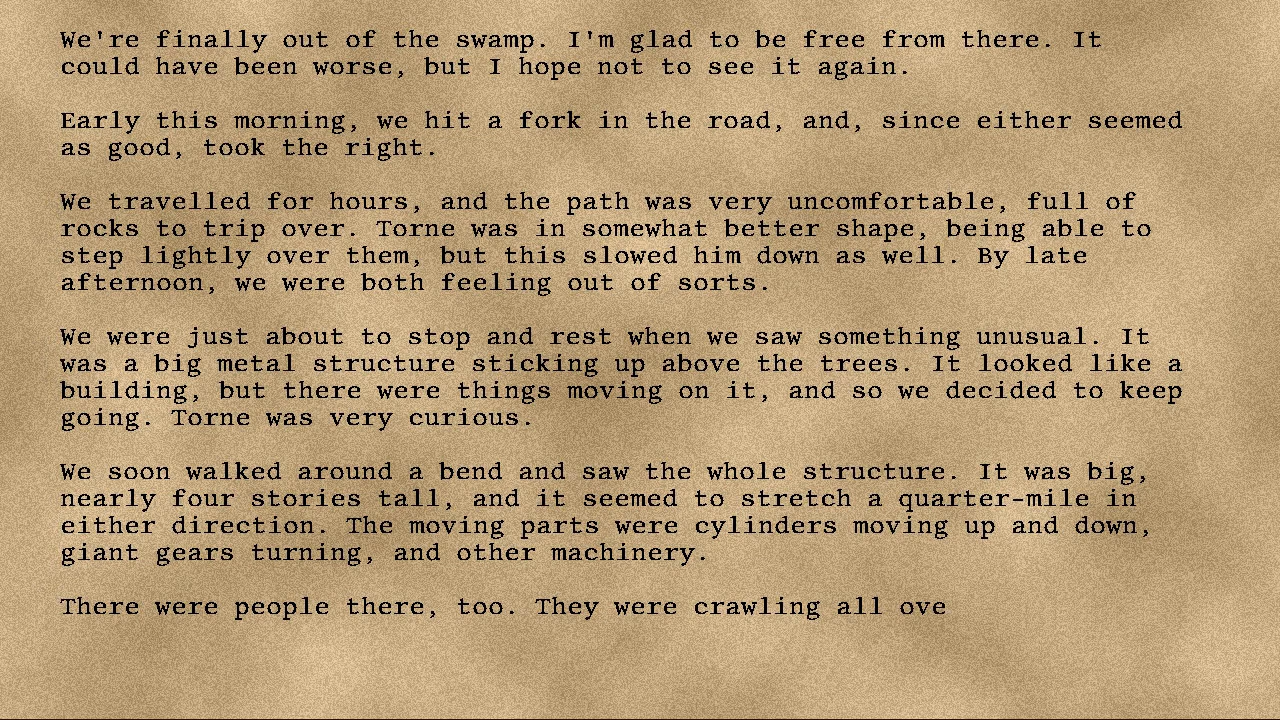 We're finally out of the swamp. I'm glad to be free from there. It
could have been worse, but I hope not to see it again.
Early this morning, we hit a fork in the road, and, since either seemed
as good, took the right.
We travelled for hours, and the path was very uncomfortable, full of
rocks to trip over. Torne was in somewhat better shape, being able to
step lightly over them, but this slowed him down as well. By late
afternoon, we were both feeling out of sorts.
We were just about to stop and rest when we saw something unusual. It
was a big metal structure sticking up above the trees. It looked like a
building, but there were things moving on it, and so we decided to keep
going. Torne was very curious.
We soon walked around a bend and saw the whole structure. It was big,
nearly four stories tall, and it seemed to stretch a quarter-mile in
either direction. The moving parts were cylinders moving up and down,
giant gears turning, and other machinery.
There were people there, too. They were crawling all ove